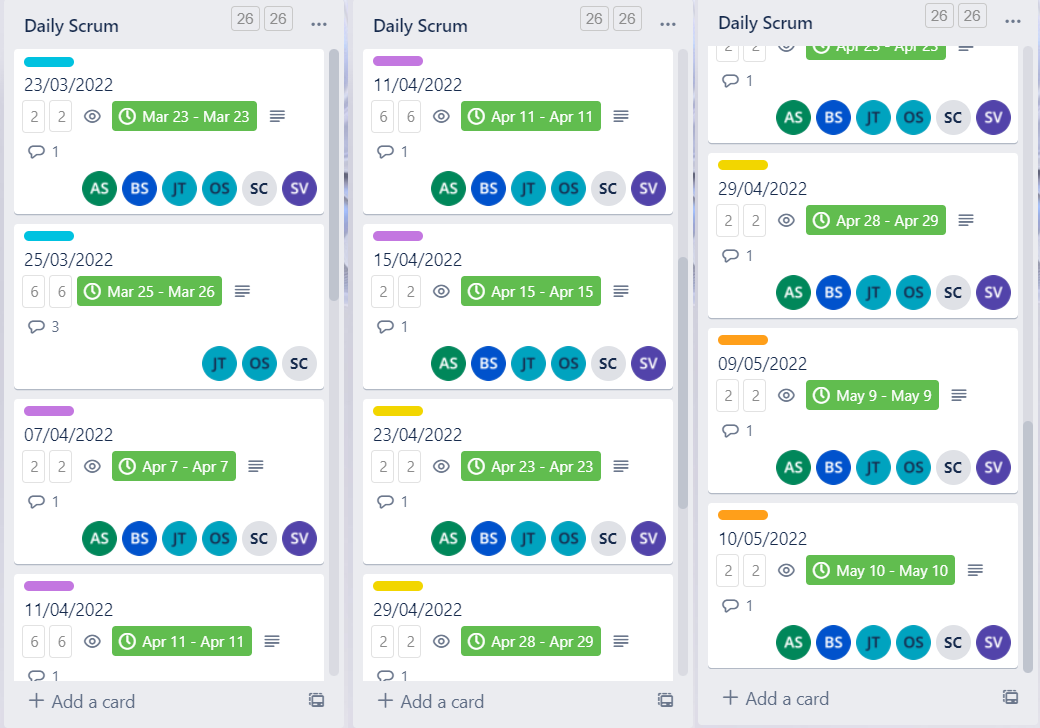 Daily Scrum 26 26 ...
23/03/2022
2 2 Mar 23 - Mar 23
1
AS BS JT OS SC SV
25/03/2022
6 6 Mar 25 - Mar 26
3
JT OS SC
07/04/2022
2 2 Apr 7 - Apr 7
1
AS BS JT OS SC SV
11/04/2022
6 6 Apr 11 - Apr 11
1
+ Add a card
Daily Scrum 26 26 ...
11/04/2022
6 6 Apr 11 - Apr 11
1
AS BS JT OS SC SV
15/04/2022
2 2 Apr 15 - Apr 15
1
AS BS JT OS SC SV
23/04/2022
2 2 Apr 23 - Apr 23
1
AS BS JT OS SC SV
29/04/2022
2 2 Apr 28 - Apr 29
1
+ Add a card
Daily Scrum 26 26 ...
2 2 Apr 23 - Apr 23
1
AS BS JT OS SC SV
29/04/2022
2 2 Apr 28 - Apr 29
1
AS BS JT OS SC SV
09/05/2022
2 2 May 9 - May 9
1
AS BS JT OS SC SV
10/05/2022
2 2 May 10 - May 10
1
AS BS JT OS SC SV
+ Add a card